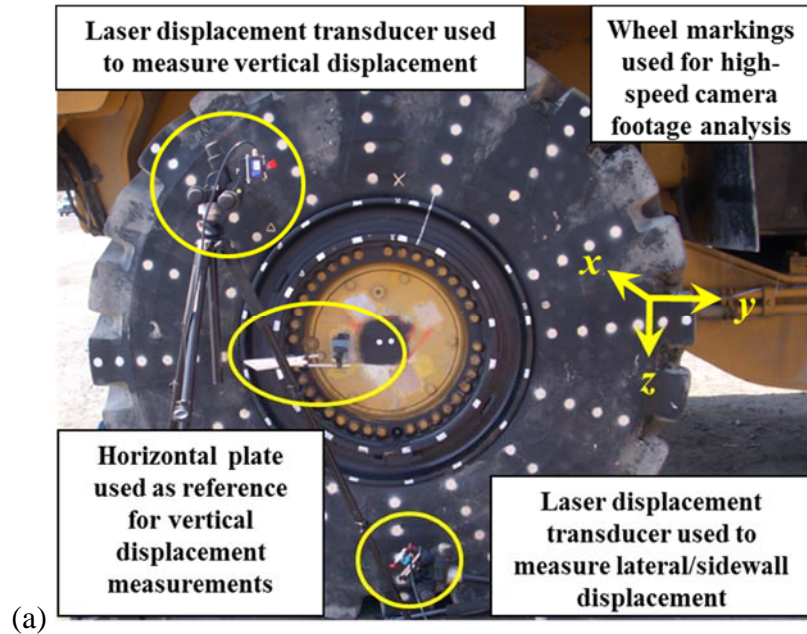 Laser displacement transducer used
to measure vertical displacement
Wheel markings
used for high-
speed camera
footage analysis
x
y
z
Horizontal plate
used as reference
for vertical
displacement
measurements
Laser displacement
transducer used to
measure lateral/sidewall
displacement
(a)